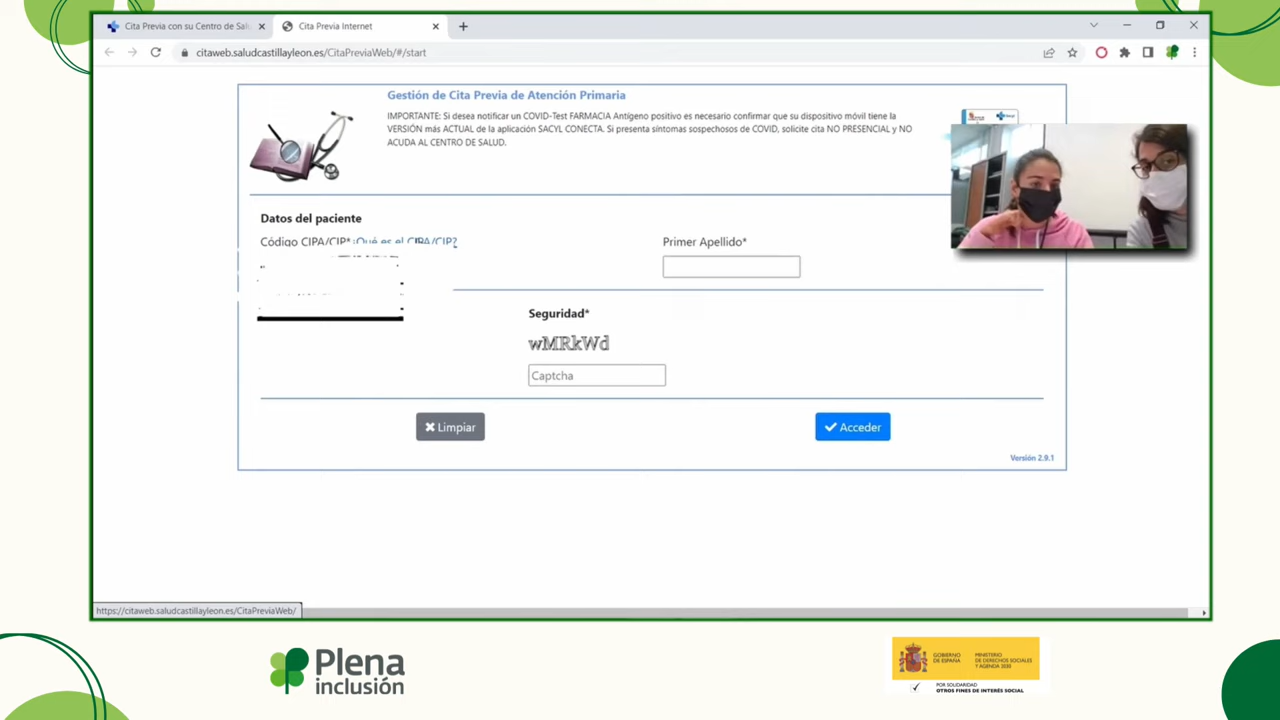 Cita Previa con su Centro de Salu
Cita Previa Internet
citaweb.saludcastillayleon.es/CitaPreviaWeb/#/start
Gestión de Cita Previa de Atención Primaria
IMPORTANTE: Si desea notificar un COVID-Test FARMACIA Antígeno positivo es necesario confirmar que su dispositivo móvil tiene la
VERSIÓN más ACTUAL de la aplicación SACYL CONECTA. Si presenta síntomas sospechosos de COVID, solicite cita NO PRESENCIAL y NO
ACUDA AL CENTRO DE SALUD.
Datos del paciente
Código CIPA/CIP* ¿Qué es el CIPA/CIP?
Primer Apellido*
Seguridad*
wMRkWd
Captcha
Limpiar
Acceder
Versión 2.9.1
https://citaweb.saludcastillayleon.es/CitaPreviaWeb/
Plena
inclusión
GOBIERNO
DE ESPAÑA
MINISTERIO
DE DERECHOS SOCIALES
Y AGENDA 2030
POR SOLIDARIDAD
OTROS FINES DE INTERÉS SOCIAL